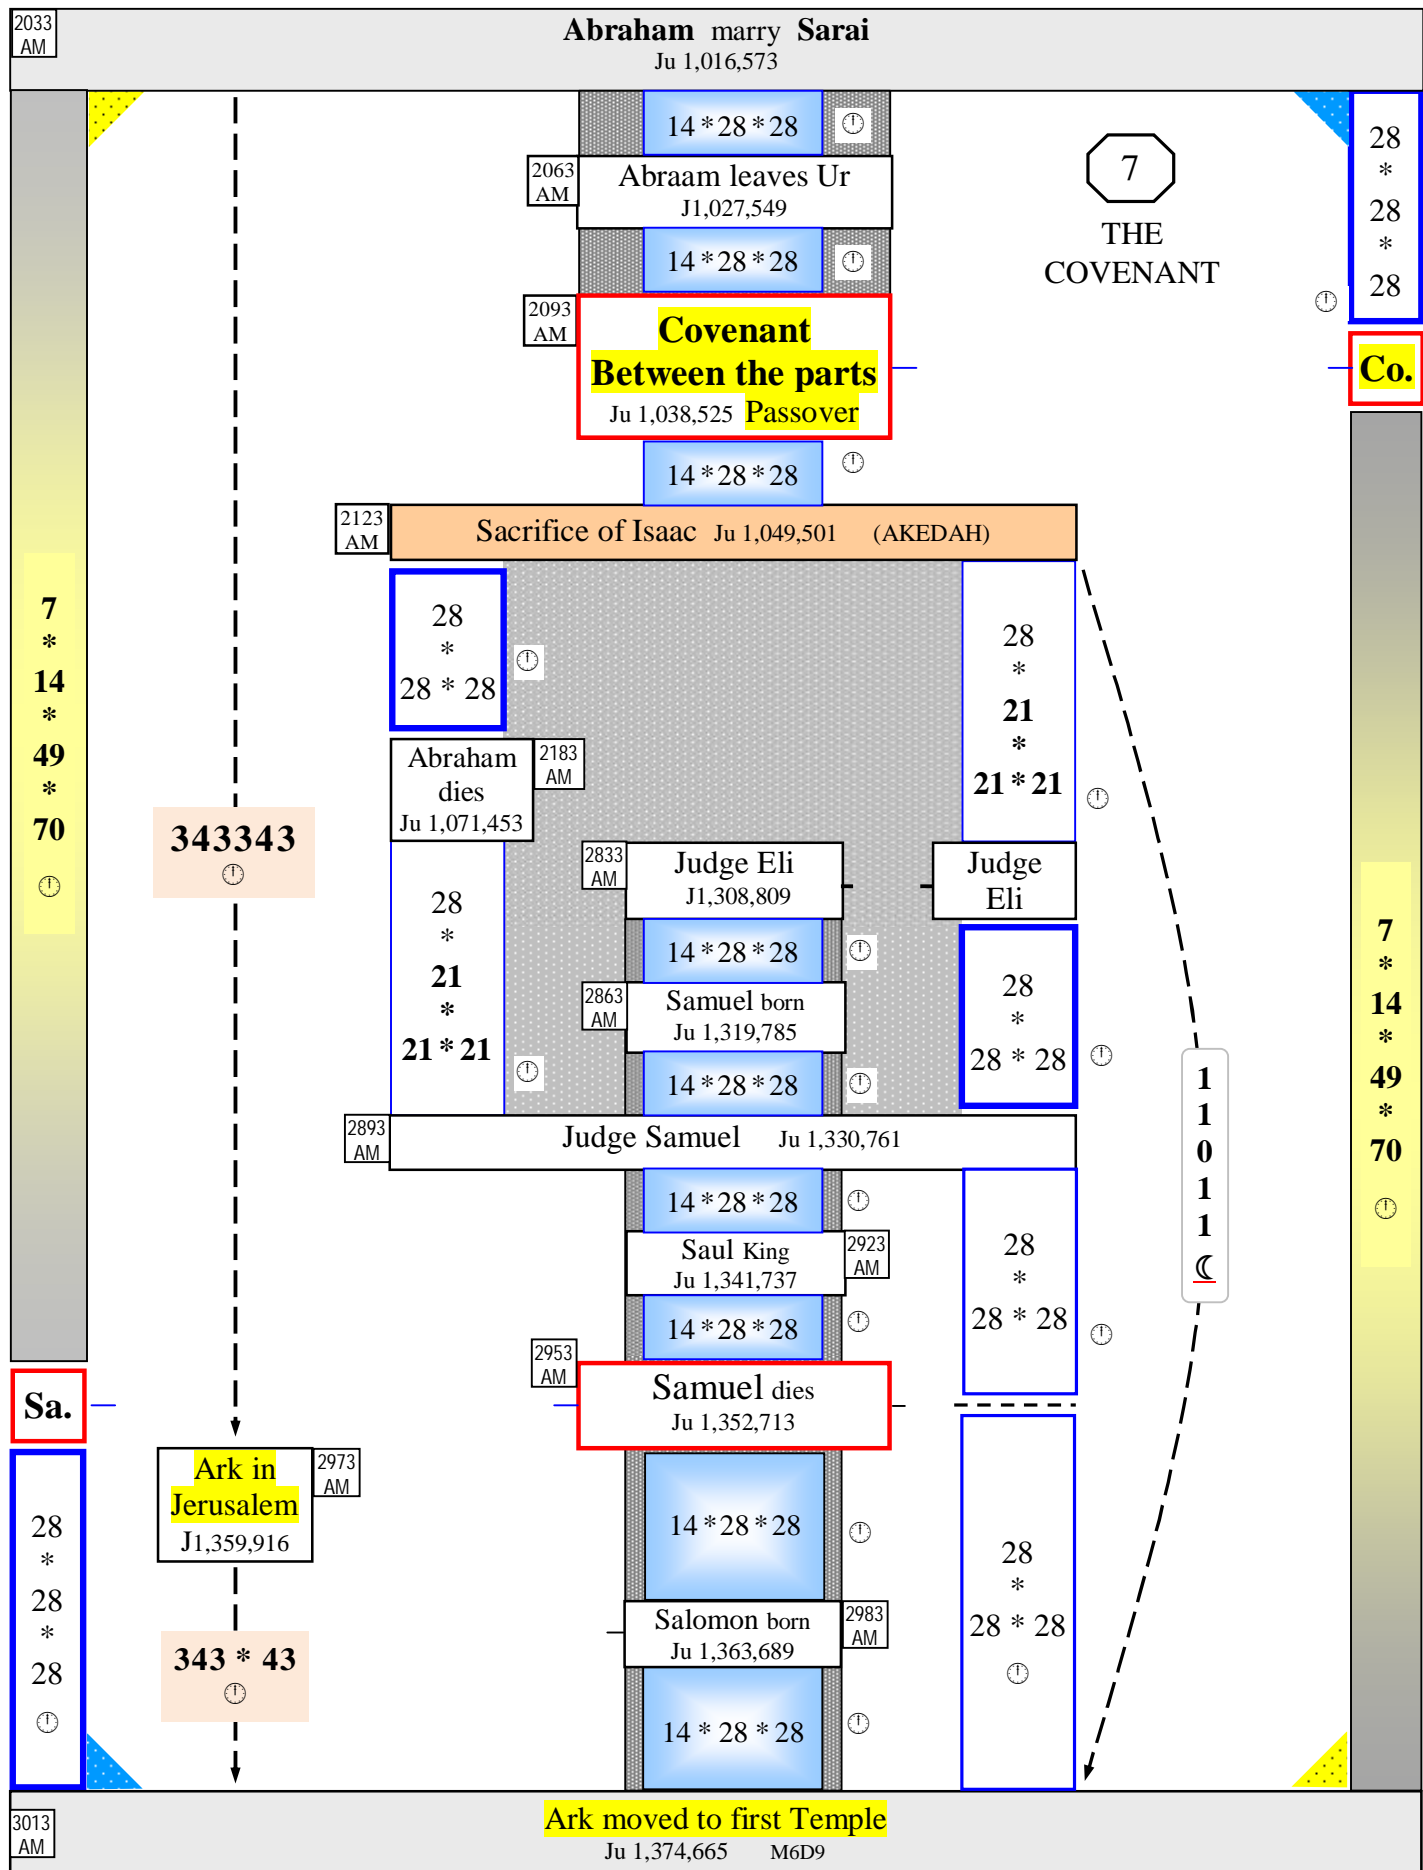 2033
AM
Abraham marry Sarai
Ju 1,016,573
14 * 28 * 28
2063
AM
Abraam leaves Ur
J1,027,549
14 * 28 * 28
7
THE
COVENANT
28
*
28
*
28
2093
AM
Covenant
Between the parts
Ju 1,038,525 Passover
Co.
14 * 28 * 28
2123
AM
Sacrifice of Isaac Ju 1,049,501 (AKEDAH)
7
*
14
*
49
*
70
343343
28
*
28 * 28
28
*
21
*
21 * 21
Abraham
dies
Ju 1,071,453
2183
AM
28
*
21
*
21 * 21
2833
AM
Judge Eli
J1,308,809
Judge
Eli
14 * 28 * 28
2863
AM
Samuel born
Ju 1,319,785
14 * 28 * 28
28
*
28 * 28
7
*
14
*
49
*
70
1
1
0
1
1
☾
2893
AM
Judge Samuel Ju 1,330,761
14 * 28 * 28
Saul King
Ju 1,341,737
2923
AM
14 * 28 * 28
28
*
28 * 28
2953
AM
Samuel dies
Ju 1,352,713
Sa.
28
*
28
*
28
Ark in
Jerusalem
J1,359,916
2973
AM
343 * 43
14 * 28 * 28
Salomon born
Ju 1,363,689
2983
AM
14 * 28 * 28
28
*
28 * 28
3013
AM
Ark moved to first Temple
Ju 1,374,665 M6D9